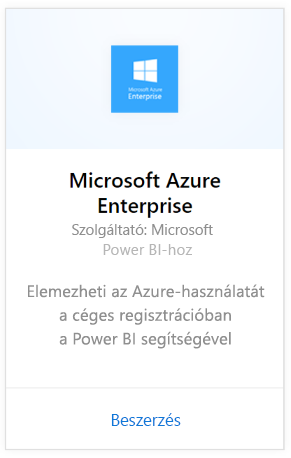 Microsoft Azure
Enterprise
Microsoft Azure
Enterprise
Szolgáltató: Microsoft
Power BI-hoz
Elemezheti az Azure-használatát
a céges regisztrációban
a Power BI segítségével
Beszerzés